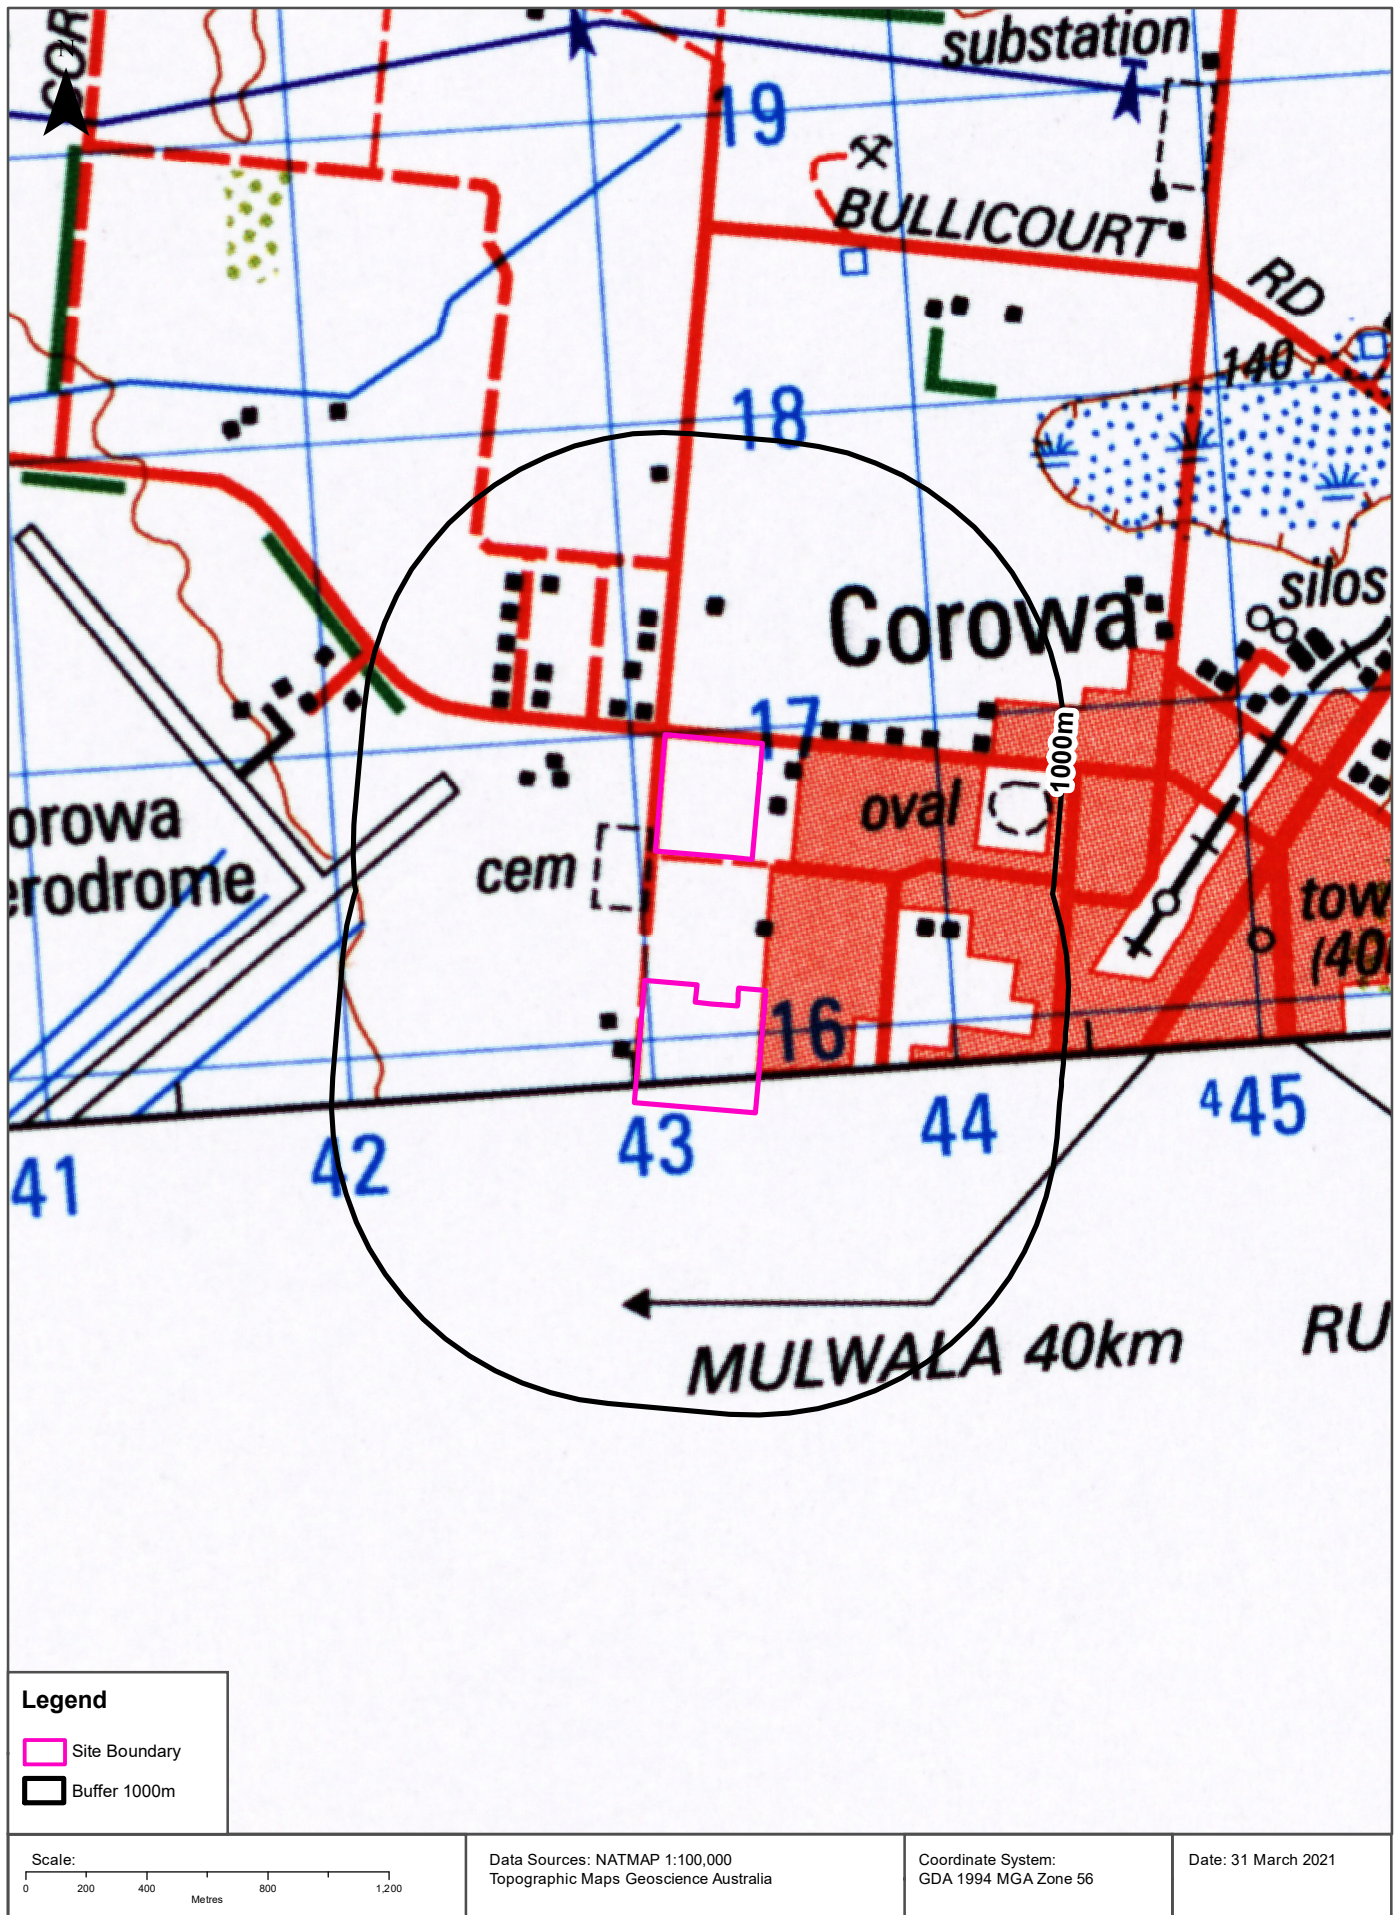 COR
N
substation
19
BULLICOURT
RD
140
18
Corowa
silos
17
1000m
orowa
erodrome
oval
cem
tow
(40
16
41
42
43
44
445
MULWALA 40km
RU
Legend
Site Boundary
Buffer 1000m
Scale:
0 200 400 800 1,200
Metres
Data Sources: NATMAP 1:100,000
Topographic Maps Geoscience Australia
Coordinate System:
GDA 1994 MGA Zone 56
Date: 31 March 2021